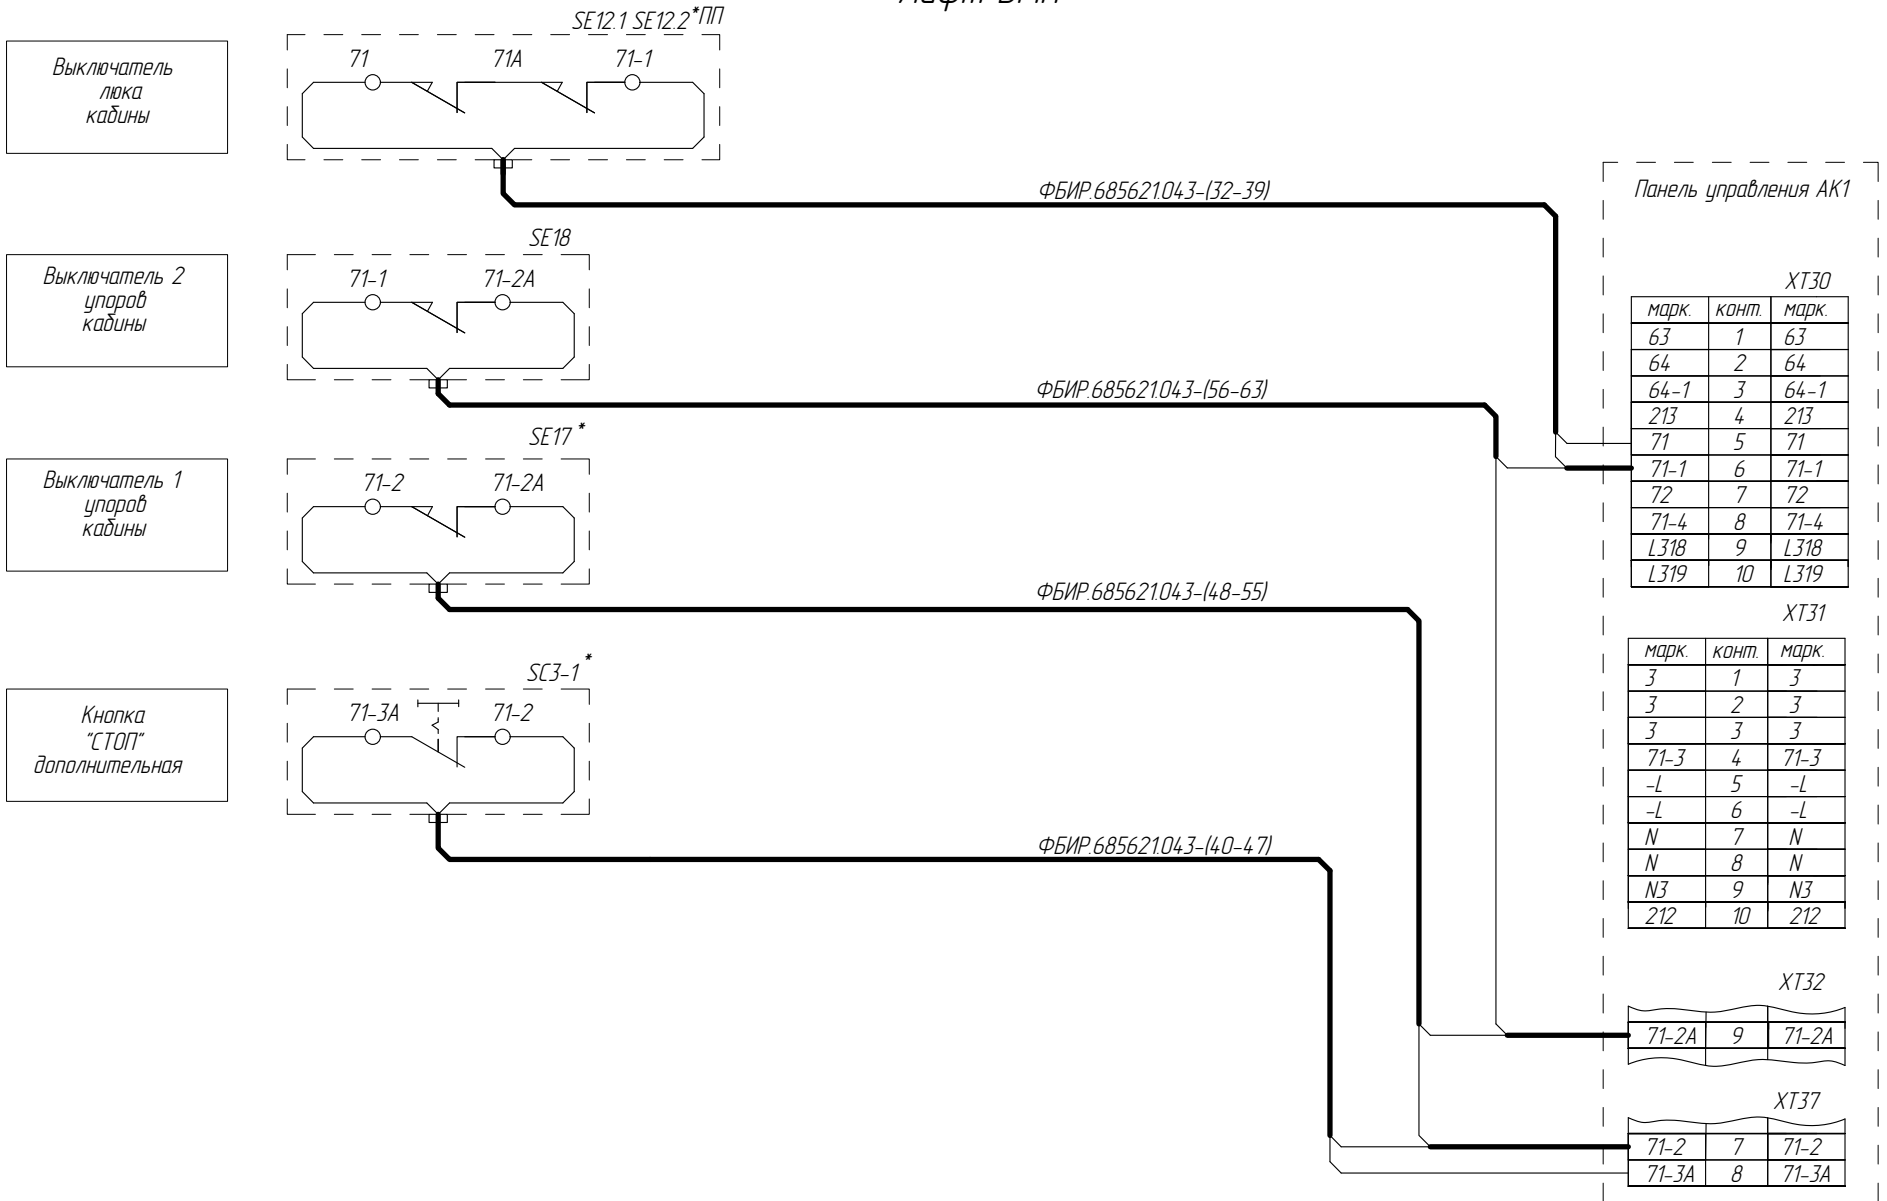 SE12.1 SE12.2*ПП
Выключатель
люка
кабины
71
71А
71-1
ФБИР.685621.043-(32-39)
Панель управления АК1
SE18
Выключатель 2
упоров
кабины
71-1
71-2А
ФБИР.685621.043-(56-63)
SE17*
Выключатель 1
упоров
кабины
71-2
71-2А
ФБИР.685621.043-(48-55)
SC3-1*
Кнопка
"СТОП"
дополнительная
71-3А
71-2
ФБИР.685621.043-(40-47)
XT30
марк. конт. марк.
63 1 63
64 2 64
64-1 3 64-1
213 4 213
71 5 71
71-1 6 71-1
72 7 72
71-4 8 71-4
L318 9 L318
L319 10 L319
XT31
марк. конт. марк.
3 1 3
3 2 3
3 3 3
71-3 4 71-3
-L 5 -L
-L 6 -L
N 7 N
N 8 N
N3 9 N3
212 10 212
XT32
71-2А 9 71-2А
XT37
71-2 7 71-2
71-3А 8 71-3А